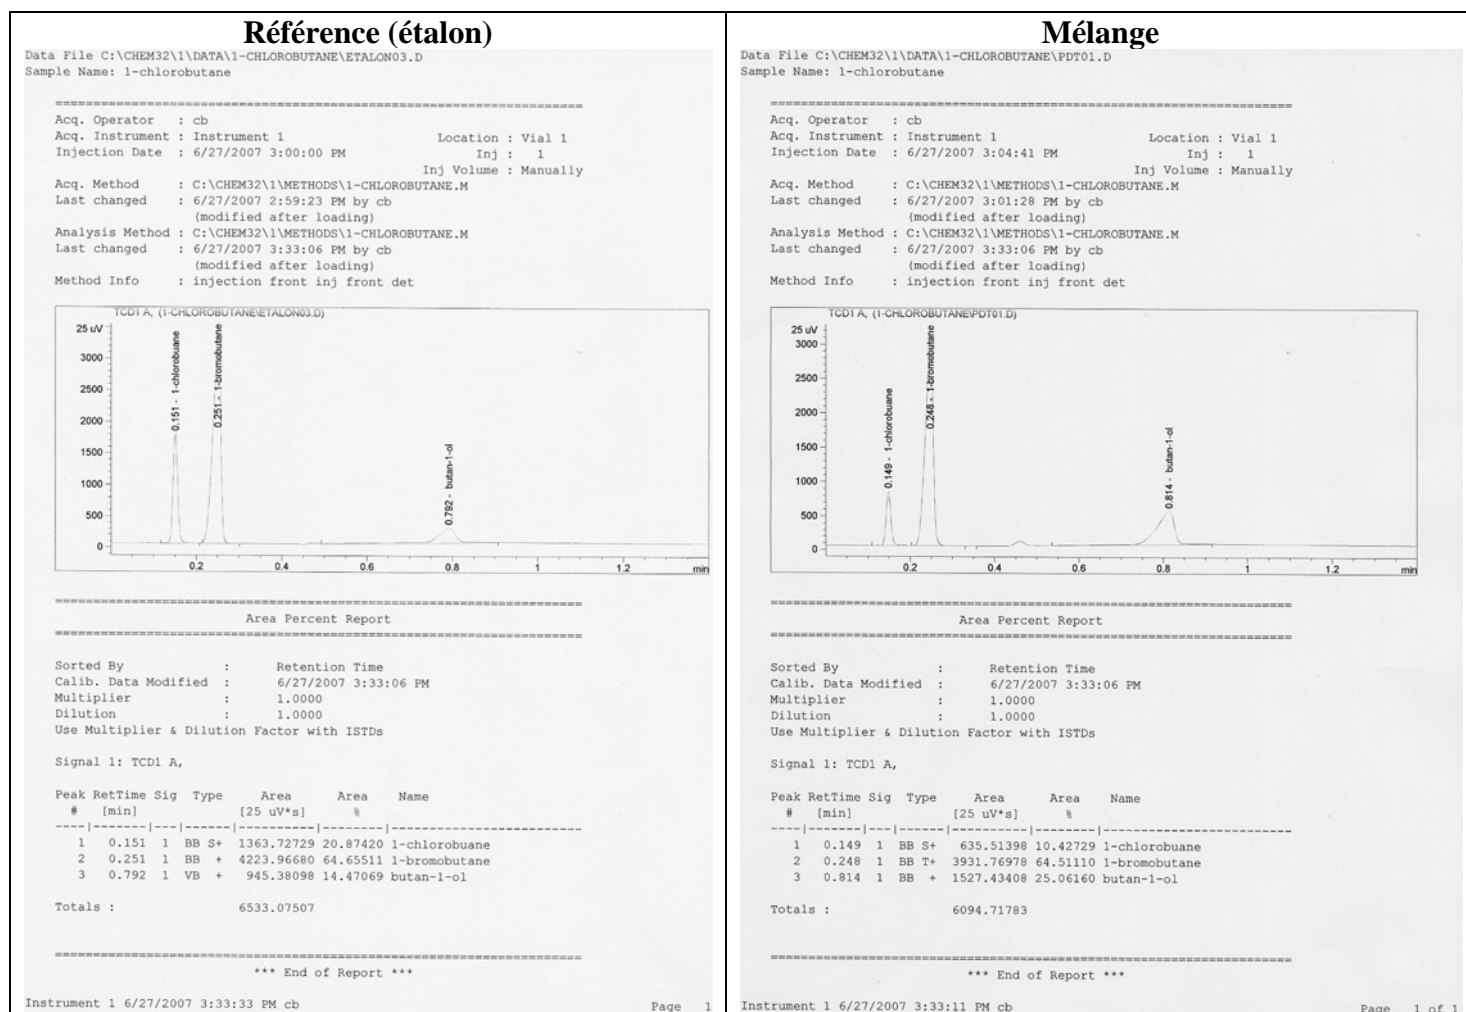 Référence (étalon)
Data File C:\CHEM32\1\DATA\1-CHLOROBUTANE\ETALON03.D
Sample Name: 1-chlorobutane
Acq. Operator : cb
Acq. Instrument : Instrument 1 Location : Vial 1
Injection Date : 6/27/2007 3:00:00 PM Inj : 1
Inj Volume : Manually
Acq. Method : C:\CHEM32\1\METHODS\1-CHLOROBUTANE.M
Last changed : 6/27/2007 2:59:23 PM by cb
(modified after loading)
Analysis Method : C:\CHEM32\1\METHODS\1-CHLOROBUTANE.M
Last changed : 6/27/2007 3:33:06 PM by cb
(modified after loading)
Method Info : injection front inj front det
TCD1 A, (1-CHLOROBUTANE\ETALON03.D)
25 uV
3000
2500
2000
1500
1000
500
0
0.151 - 1-chlorobuane
0.251 - 1-bromobutane
0.792 - butan-1-ol
0.2 0.4 0.6 0.8 1 1.2 min
Area Percent Report
Sorted By : Retention Time
Calib. Data Modified : 6/27/2007 3:33:06 PM
Multiplier : 1.0000
Dilution : 1.0000
Use Multiplier & Dilution Factor with ISTDs
Signal 1: TCD1 A,
Peak RetTime Sig Type Area Area Name
# [min] [25 uV*s] %
----|-------|---|------|----------|--------|--------------------------
1 0.151 1 BB S+ 1363.72729 20.87420 1-chlorobuane
2 0.251 1 BB + 4223.96680 64.65511 1-bromobutane
3 0.792 1 VB + 945.38098 14.47069 butan-1-ol
Totals : 6533.07507
*** End of Report ***
Instrument 1 6/27/2007 3:33:33 PM cb Page 1
Mélange
Data File C:\CHEM32\1\DATA\1-CHLOROBUTANE\PDT01.D
Sample Name: 1-chlorobutane
Acq. Operator : cb
Acq. Instrument : Instrument 1 Location : Vial 1
Injection Date : 6/27/2007 3:04:41 PM Inj : 1
Inj Volume : Manually
Acq. Method : C:\CHEM32\1\METHODS\1-CHLOROBUTANE.M
Last changed : 6/27/2007 3:01:28 PM by cb
(modified after loading)
Analysis Method : C:\CHEM32\1\METHODS\1-CHLOROBUTANE.M
Last changed : 6/27/2007 3:33:06 PM by cb
(modified after loading)
Method Info : injection front inj front det
TCD1 A, (1-CHLOROBUTANE\PDT01.D)
25 uV
3000
2500
2000
1500
1000
500
0
0.149 - 1-chlorobuane
0.248 - 1-bromobutane
0.814 - butan-1-ol
0.2 0.4 0.6 0.8 1 1.2 min
Area Percent Report
Sorted By : Retention Time
Calib. Data Modified : 6/27/2007 3:33:06 PM
Multiplier : 1.0000
Dilution : 1.0000
Use Multiplier & Dilution Factor with ISTDs
Signal 1: TCD1 A,
Peak RetTime Sig Type Area Area Name
# [min] [25 uV*s] %
----|-------|---|------|----------|--------|--------------------------
1 0.149 1 BB S+ 635.51398 10.42729 1-chlorobuane
2 0.248 1 BB T+ 3931.76978 64.51110 1-bromobutane
3 0.814 1 BB + 1527.43408 25.06160 butan-1-ol
Totals : 6094.71783
*** End of Report ***
Instrument 1 6/27/2007 3:33:11 PM cb Page 1 of 1